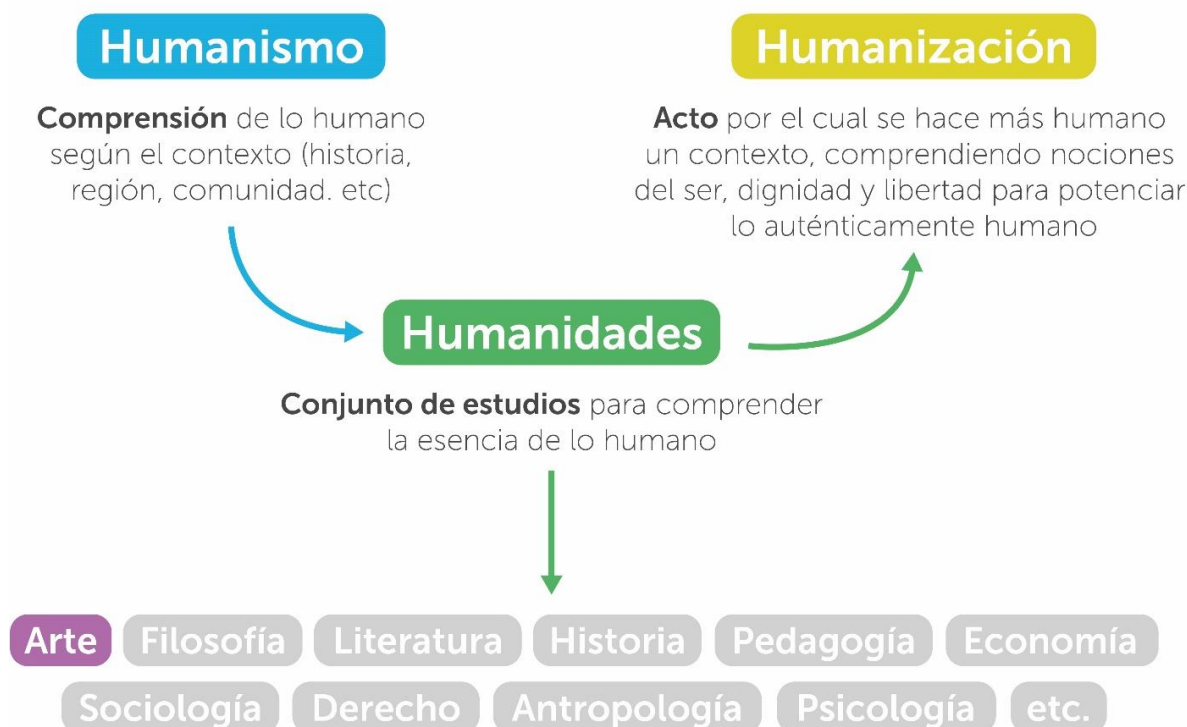 Humanismo
Comprensión de lo humano
según el contexto (historia,
región, comunidad. etc)
Humanización
Acto por el cual se hace más humano
un contexto, comprendiendo nociones
del ser, dignidad y libertad para potenciar
lo auténticamente humano
Humanidades
Conjunto de estudios para comprender
la esencia de lo humano
Arte Filosofía Literatura Historia Pedagogía Economía
Sociología Derecho Antropología Psicología etc.